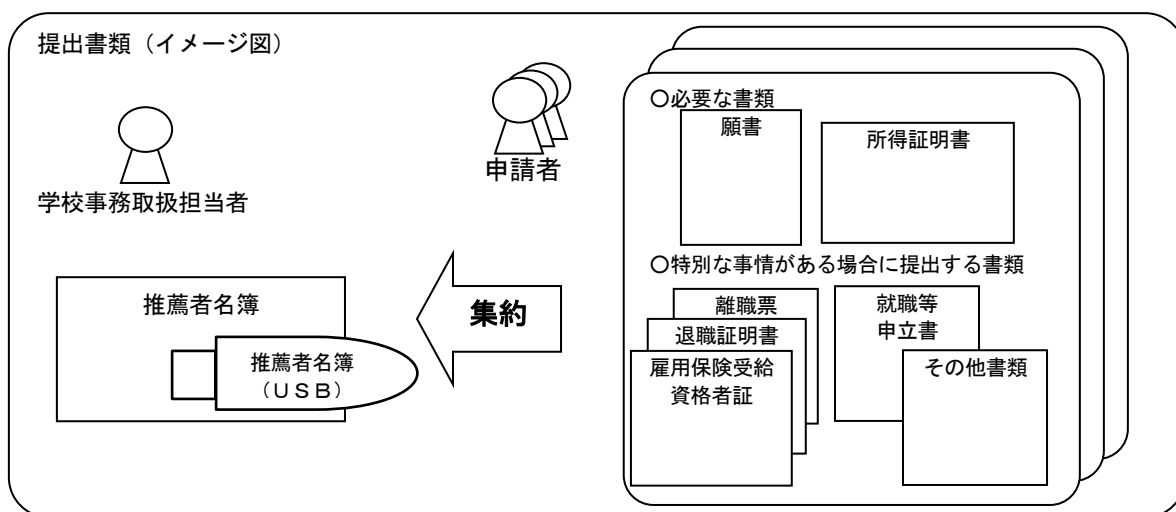 提出書類（イメージ図）
学校事務取扱担当者
申請者
〇必要な書類
願書
所得証明書
〇特別な事情がある場合に提出する書類
離職票
退職証明書
雇用保険受給
資格者証
就職等
申立書
その他書類
集約
推薦者名簿
推薦者名簿
（ＵＳＢ）